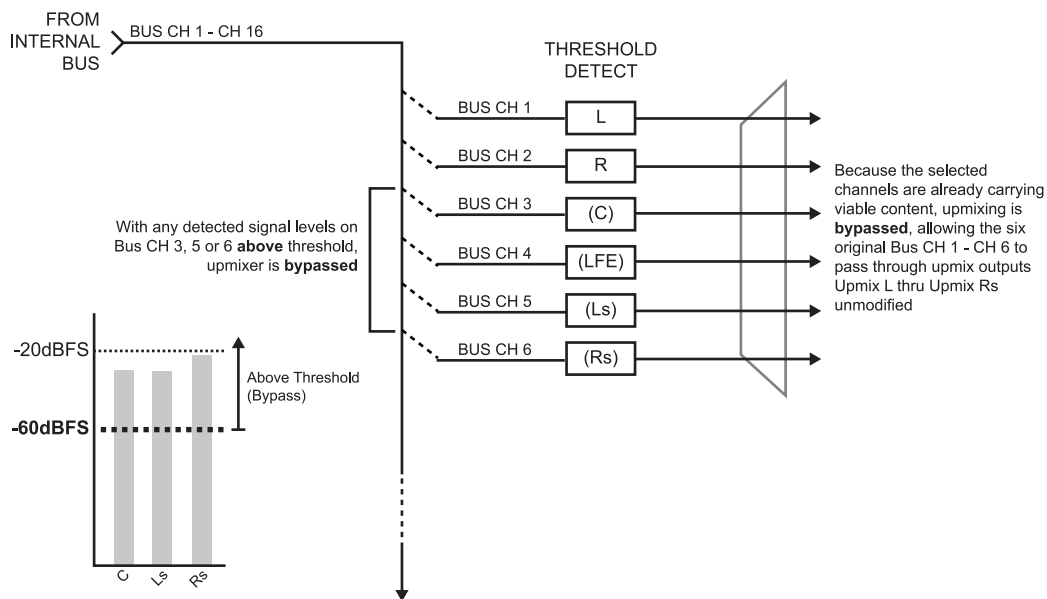 FROM
INTERNAL
BUS
BUS CH 1 - CH 16
THRESHOLD
DETECT
BUS CH 1
L
BUS CH 2
R
BUS CH 3
(C)
BUS CH 4
(LFE)
BUS CH 5
(Ls)
BUS CH 6
(Rs)
With any detected signal levels on
Bus CH 3, 5 or 6 above threshold,
upmixer is bypassed
Because the selected
channels are already carrying
viable content, upmixing is
bypassed, allowing the six
original Bus CH 1 - CH 6 to
pass through upmix outputs
Upmix L thru Upmix Rs
unmodified
-20dBFS
Above Threshold
(Bypass)
-60dBFS
C
Ls
Rs